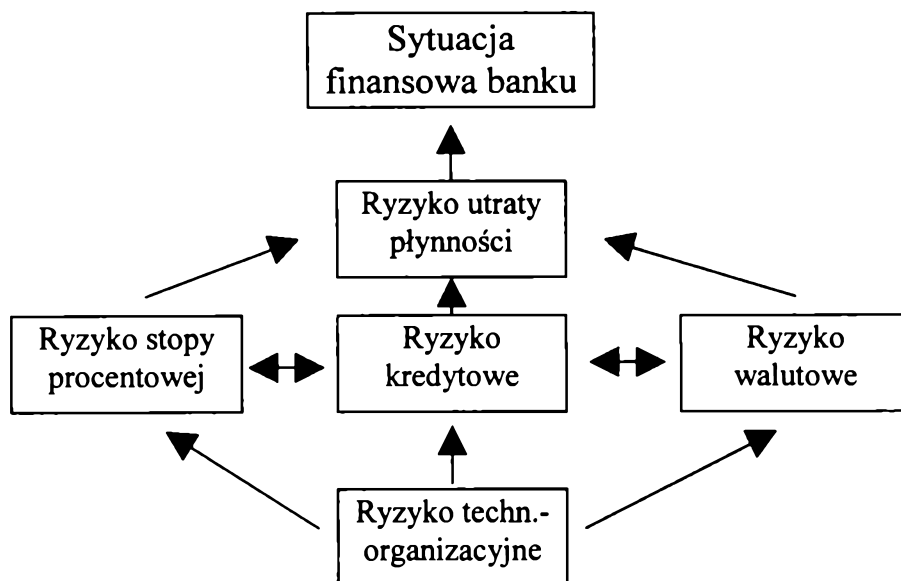 Sytuacja
finansowa banku
Ryzyko utraty
płynności
Ryzyko stopy
procentowej
Ryzyko
kredytowe
Ryzyko
walutowe
Ryzyko techn.-
organizacyjne